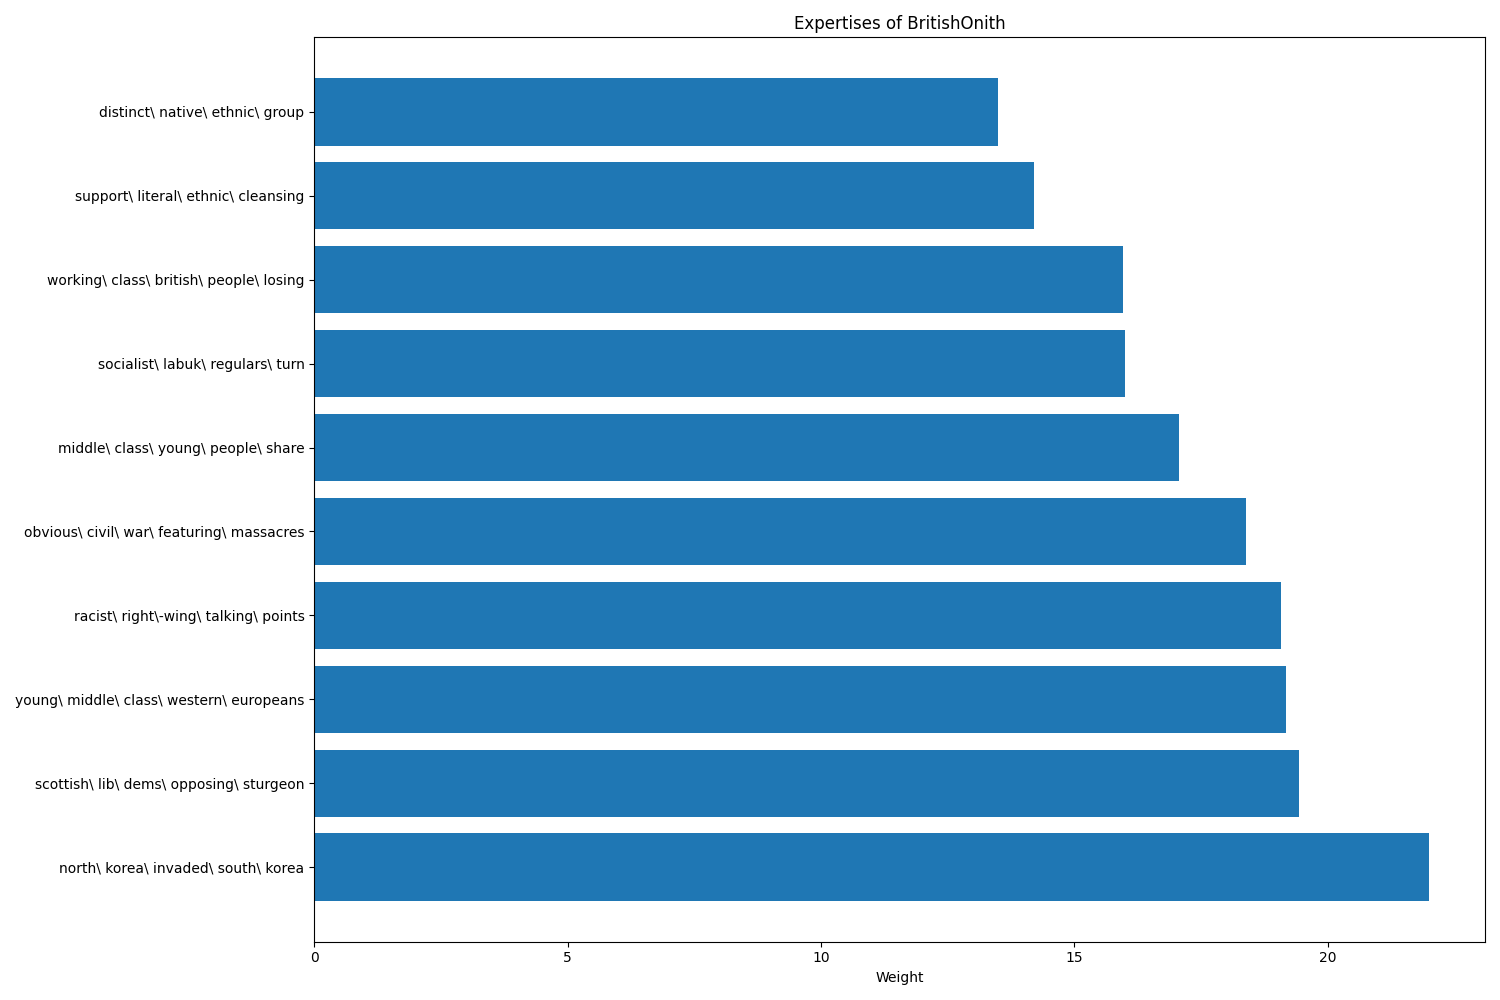 Expertises of BritishOnith
distinct\ native\ ethnic\ group
support\ literal\ ethnic\ cleansing
working\ class\ british\ people\ losing
socialist\ labuk\ regulars\ turn
middle\ class\ young\ people\ share
obvious\ civil\ war\ featuring\ massacres
racist\ right\-wing\ talking\ points
young\ middle\ class\ western\ europeans
scottish\ lib\ dems\ opposing\ sturgeon
north\ korea\ invaded\ south\ korea
0 5 10 15 20
Weight